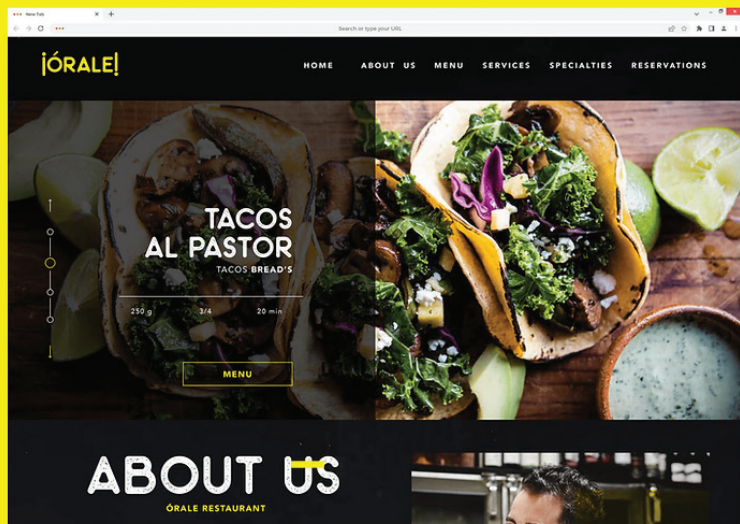 New Tab
Search or type your URL
¡ÓRALE!
HOME ABOUT US MENU SERVICES SPECIALTIES RESERVATIONS
TACOS
AL PASTOR
TACOS BREAD'S
250 g 3/4 20 min
MENU
ABOUT US
ÓRALE RESTAURANT